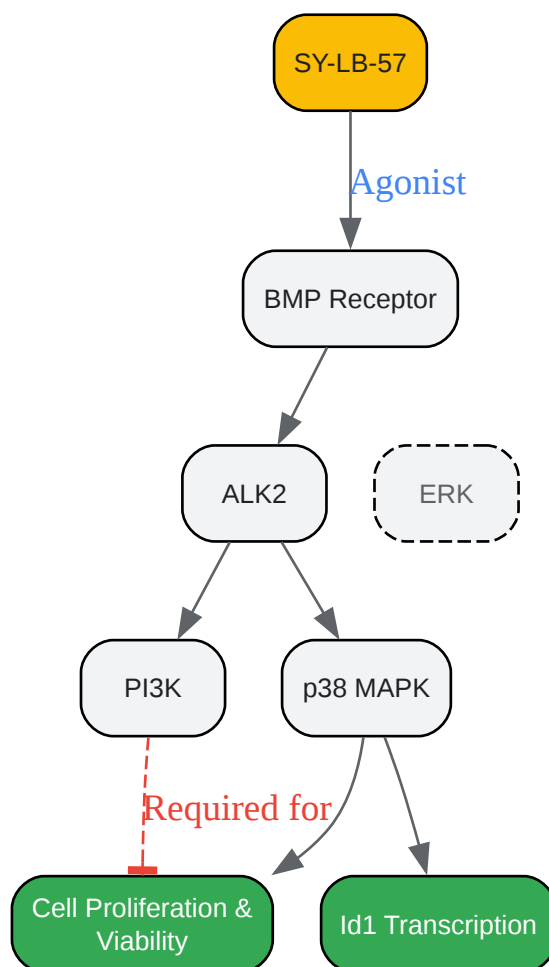 SY-LB-57
Agonist
BMP Receptor
ALK2
ERK
PI3K
p38 MAPK
Required for
Cell Proliferation &
Viability
Id1 Transcription